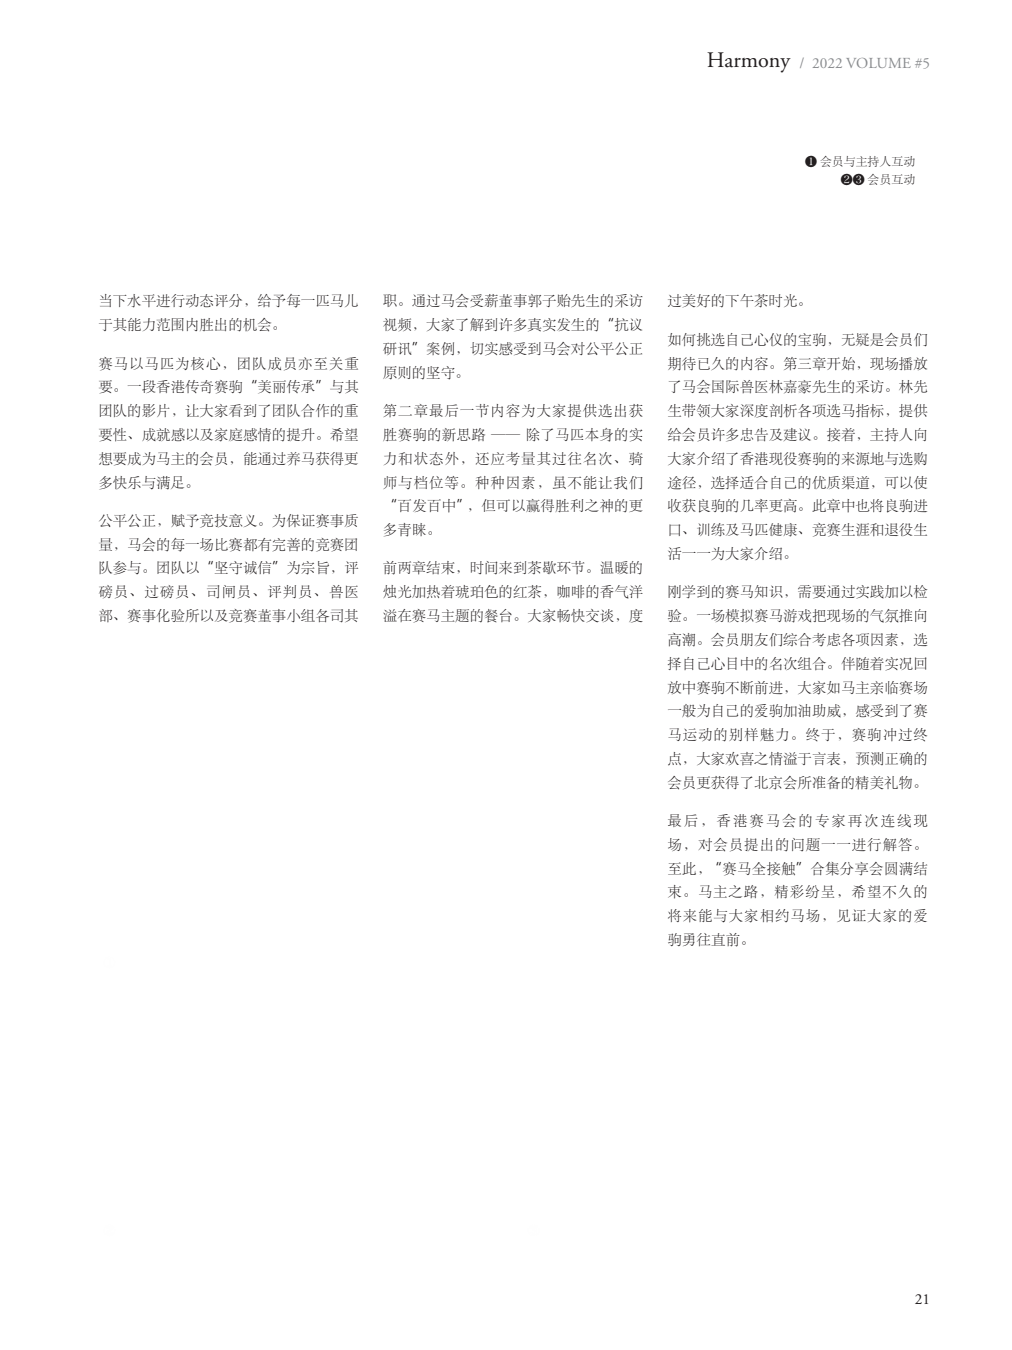 Harmony / 2022 VOLUME #5
❶ 会员与主持人互动
❷❸ 会员互动
当下水平进行动态评分，给予每一匹马儿
于其能力范围内胜出的机会。
赛马以马匹为核心，团队成员亦至关重
要。一段香港传奇赛驹“美丽传承”与其
团队的影片，让大家看到了团队合作的重
要性、成就感以及家庭感情的提升。希望
想要成为马主的会员，能通过养马获得更
多快乐与满足。
公平公正，赋予竞技意义。为保证赛事质
量，马会的每一场比赛都有完善的竞赛团
队参与。团队以“坚守诚信”为宗旨，评
磅员、过磅员、司闸员、评判员、兽医
部、赛事化验所以及竞赛董事小组各司其
职。通过马会受薪董事郭子贻先生的采访
视频，大家了解到许多真实发生的“抗议
研讯”案例，切实感受到马会对公平公正
原则的坚守。
第二章最后一节内容为大家提供选出获
胜赛驹的新思路 —— 除了马匹本身的实
力和状态外，还应考量其过往名次、骑
师与档位等。种种因素，虽不能让我们
“百发百中”，但可以赢得胜利之神的更
多青睐。
前两章结束，时间来到茶歇环节。温暖的
烛光加热着琥珀色的红茶，咖啡的香气洋
溢在赛马主题的餐台。大家畅快交谈，度
过美好的下午茶时光。
如何挑选自己心仪的宝驹，无疑是会员们
期待已久的内容。第三章开始，现场播放
了马会国际兽医林嘉豪先生的采访。林先
生带领大家深度剖析各项选马指标，提供
给会员许多忠告及建议。接着，主持人向
大家介绍了香港现役赛驹的来源地与选购
途径，选择适合自己的优质渠道，可以使
收获良驹的几率更高。此章中也将良驹进
口、训练及马匹健康、竞赛生涯和退役生
活一一为大家介绍。
刚学到的赛马知识，需要通过实践加以检
验。一场模拟赛马游戏把现场的气氛推向
高潮。会员朋友们综合考虑各项因素，选
择自己心目中的名次组合。伴随着实况回
放中赛驹不断前进，大家如马主亲临赛场
一般为自己的爱驹加油助威，感受到了赛
马运动的别样魅力。终于，赛驹冲过终
点，大家欢喜之情溢于言表，预测正确的
会员更获得了北京会所准备的精美礼物。
最后，香港赛马会的专家再次连线现
场，对会员提出的问题一一进行解答。
至此，“赛马全接触”合集分享会圆满结
束。马主之路，精彩纷呈，希望不久的
将来能与大家相约马场，见证大家的爱
驹勇往直前。
21